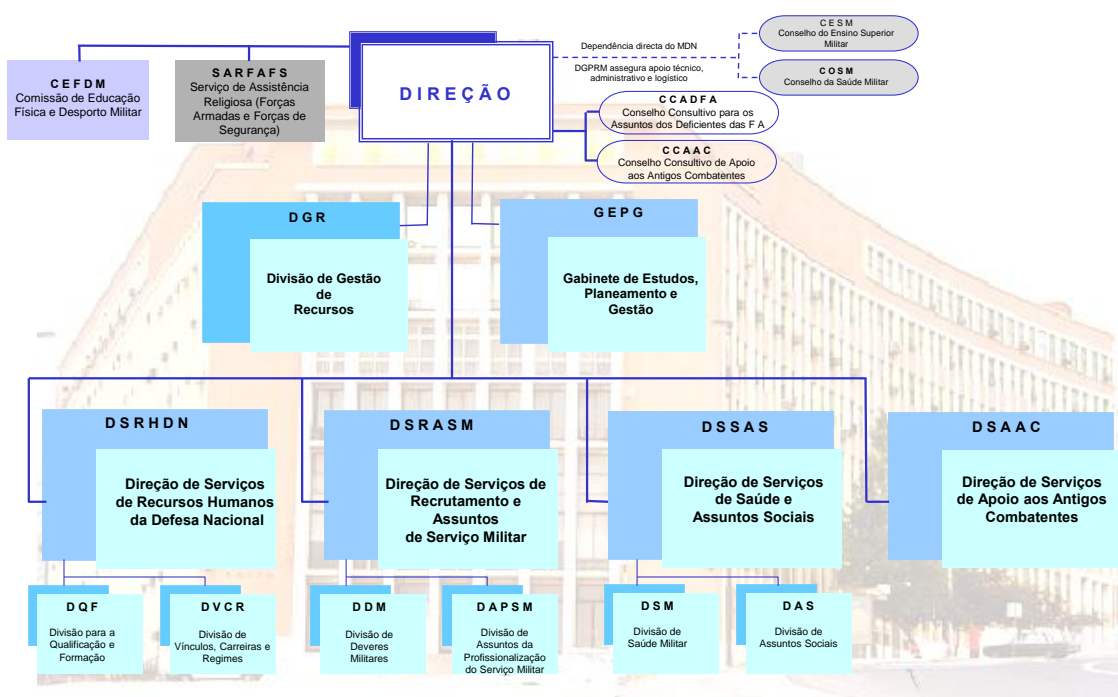 C E S M
Conselho do Ensino Superior
Militar
Dependência directa do MDN
DGPRM assegura apoio técnico,
administrativo e logístico
C O S M
Conselho da Saúde Militar
C E F D M
Comissão de Educação
Física e Desporto Militar
S A R F A F S
Serviço de Assistência
Religiosa (Forças
Armadas e Forças de
Segurança)
D I R E Ç Ã O
C C A D F A
Conselho Consultivo para os
Assuntos dos Deficientes das F A
C C A A C
Conselho Consultivo de Apoio
aos Antigos Combatentes
D G R
Divisão de Gestão
de
Recursos
G E P G
Gabinete de Estudos,
Planeamento e
Gestão
D S R H D N
Direção de Serviços
de Recursos Humanos
da Defesa Nacional
D S R A S M
Direção de Serviços de
Recrutamento e
Assuntos
de Serviço Militar
D S S A S
Direção de Serviços
de Saúde e
Assuntos Sociais
D S A A C
Direção de Serviços
de Apoio aos Antigos
Combatentes
D Q F
Divisão para a
Qualificação e
Formação
D V C R
Divisão de
Vínculos, Carreiras e
Regimes
D D M
Divisão de
Deveres
Militares
D A P S M
Divisão de
Assuntos da
Profissionalização
do Serviço Militar
D S M
Divisão de
Saúde Militar
D A S
Divisão de
Assuntos Sociais